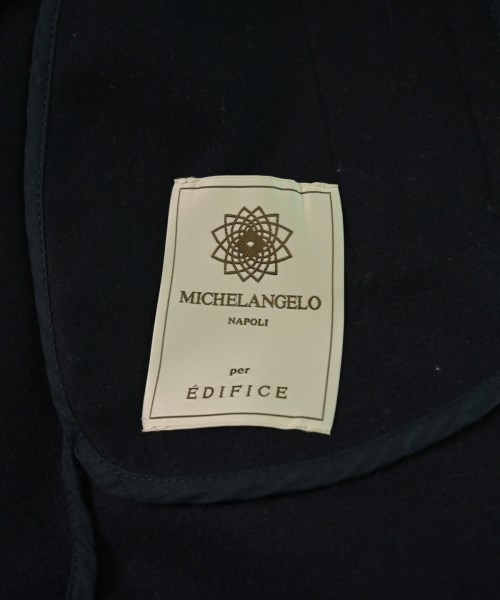 MICHELANGELO
NAPOLI
per
ÉDIFICE